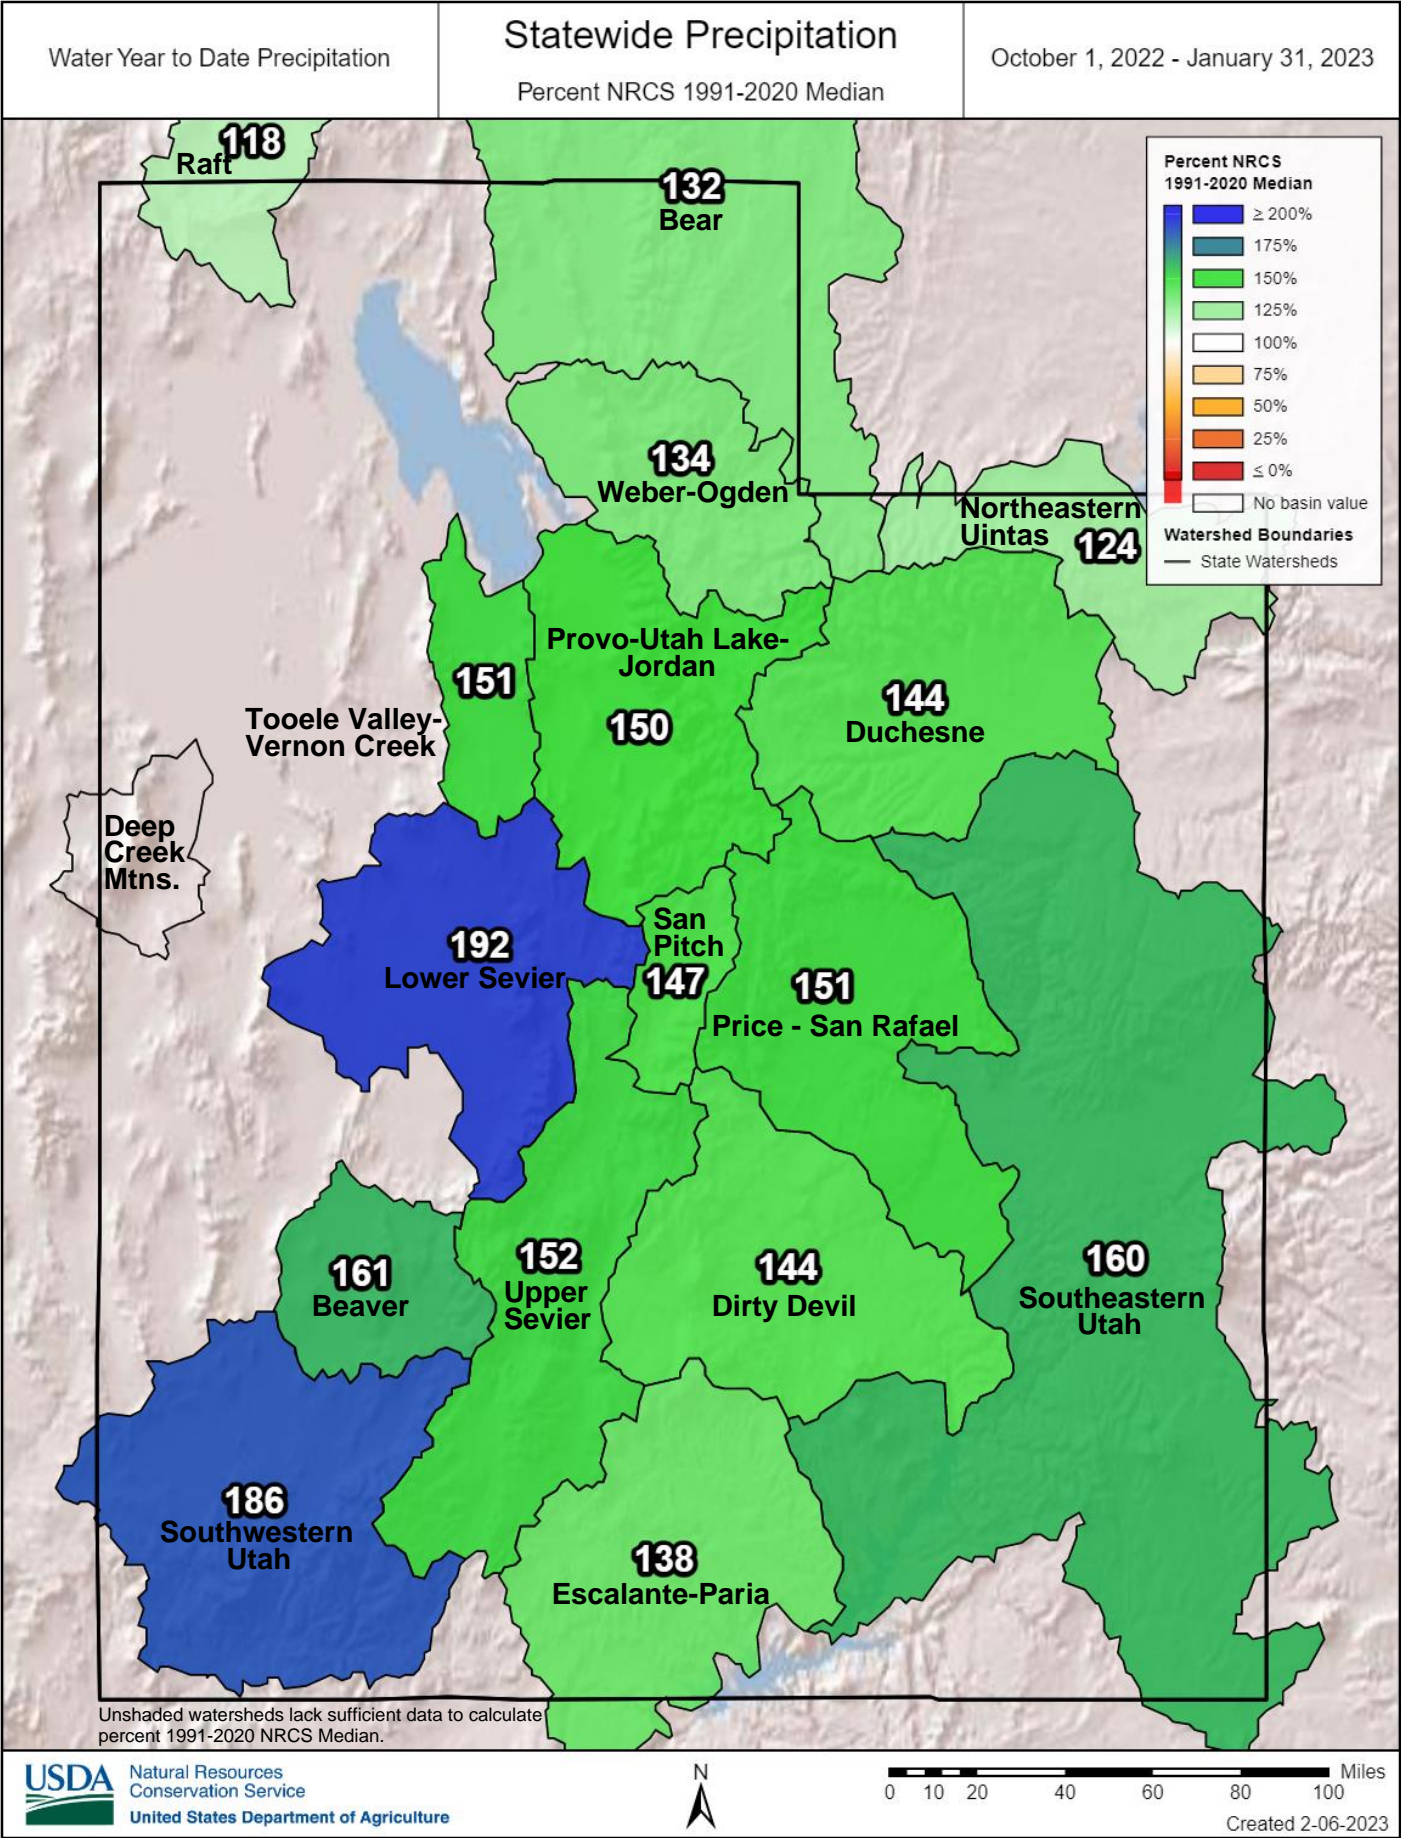 Water Year to Date Precipitation
Statewide Precipitation
Percent NRCS 1991-2020 Median
October 1, 2022 - January 31, 2023
118
Raft
132
Bear
Percent NRCS
1991-2020 Median
≥ 200%
175%
150%
125%
100%
75%
50%
25%
≤ 0%
No basin value
Watershed Boundaries
State Watersheds
134
Weber-Ogden
Northeastern
Uintas
124
Provo-Utah Lake-
Jordan
150
151
Tooele Valley-
Vernon Creek
144
Duchesne
Deep
Creek
Mtns.
192
Lower Sevier
San
Pitch
147
151
Price - San Rafael
161
Beaver
152
Upper
Sevier
144
Dirty Devil
160
Southeastern
Utah
186
Southwestern
Utah
138
Escalante-Paria
Unshaded watersheds lack sufficient data to calculate
percent 1991-2020 NRCS Median.
USDA
Natural Resources
Conservation Service
United States Department of Agriculture
N
Miles
0 10 20 40 60 80 100
Created 2-06-2023